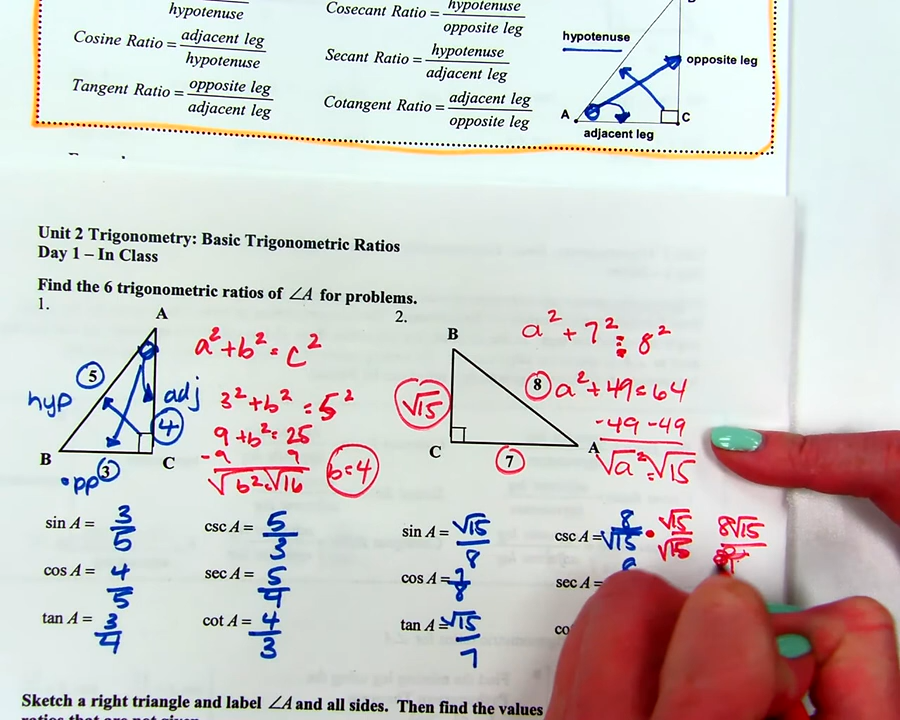 hypotenuse
Cosecant Ratio = hypotenuse / opposite leg
Cosine Ratio = adjacent leg / hypotenuse
Secant Ratio = hypotenuse / adjacent leg
Tangent Ratio = opposite leg / adjacent leg
Cotangent Ratio = adjacent leg / opposite leg
hypotenuse
opposite leg
A
C
adjacent leg
Unit 2 Trigonometry: Basic Trigonometric Ratios
Day 1 – In Class
Find the 6 trigonometric ratios of ∠A for problems.
1.
A
5
hyp
adj
4
B
C
opp
3
a² + b² = c²
3² + b² = 5²
9 + b² = 25
-9 9
√b² = √16
b = 4
2.
B
8
√15
C
7
A
a² + 7² = 8²
a² + 49 = 64
-49 -49
√a² = √15
sin A = 3/5
csc A = 5/3
cos A = 4/5
sec A = 5/4
tan A = 3/4
cot A = 4/3
sin A = √15/8
csc A = 8/√15 • √15/√15 8√15
cos A = 7/8
sec A =
tan A = √15/7
co
Sketch a right triangle and label ∠A and all sides. Then find the values